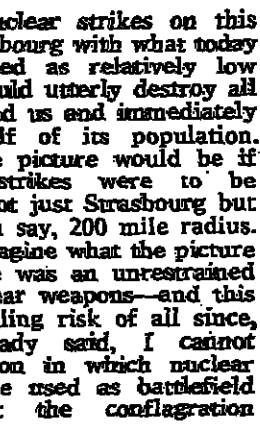 nuclear strikes on this
bourg with what today
ed as relatively low
uld utterly destroy all
d us and immediately
lf of its population.
e picture would be if
strikes were to be
ot just Strasbourg but
n say, 200 mile radius.
agine what the picture
e was an unrestrained
ear weapons—and this
ling risk of all since,
ady said, I cannot
on in which nuclear
e used as battlefield
t the conflagration